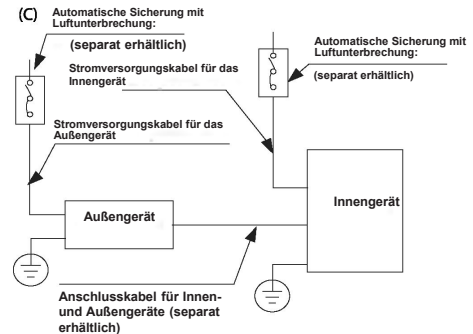 (C)
Automatische Sicherung mit
Luftunterbrechung:
(separat erhältlich)
Stromversorgungskabel für das
Innengerät
Automatische Sicherung mit
Luftunterbrechung:
(separat erhältlich)
Stromversorgungskabel für das
Außengerät
Außengerät
Innengerät
Anschlusskabel für Innen-
und Außengeräte (separat
erhältlich)